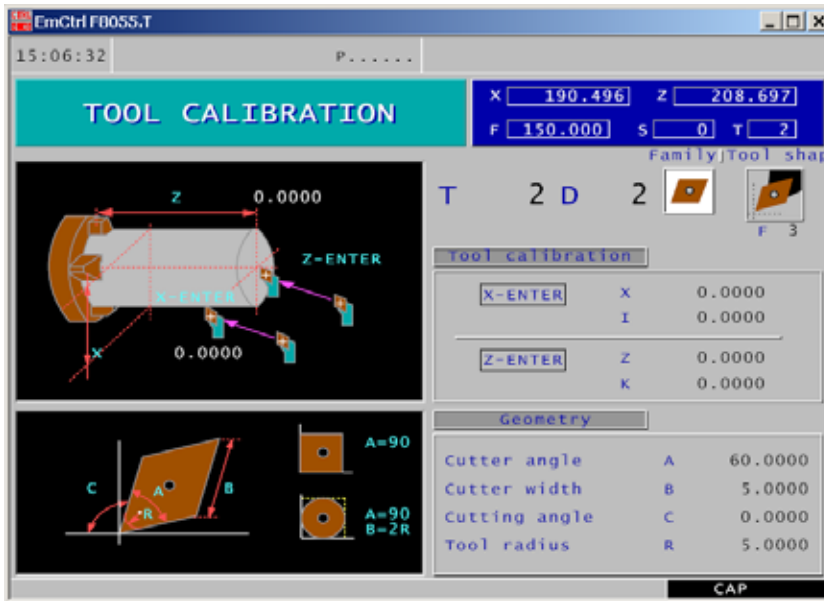 EmCtrl F8055.T
15:06:32 P......
TOOL CALIBRATION
X 190.496 Z 208.697
F 150.000 S 0 T 2
Family Tool shap
T 2 D 2
F 3
Z 0.0000
Z-ENTER
X-ENTER
X 0.0000
Tool calibration
X-ENTER X 0.0000
I 0.0000
Z-ENTER Z 0.0000
K 0.0000
C A B R
A=90
A=90
B=2R
Geometry
Cutter angle A 60.0000
Cutter width B 5.0000
Cutting angle C 0.0000
Tool radius R 5.0000
CAP